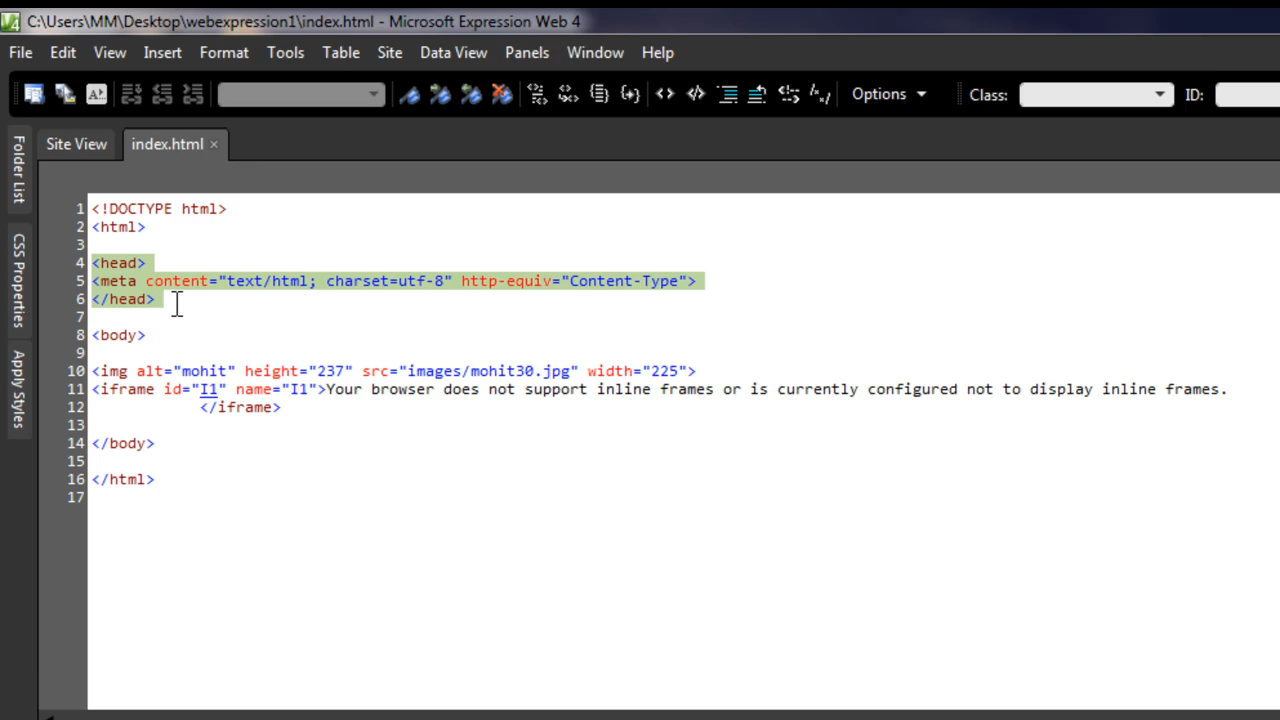 C:\Users\MM\Desktop\webexpression1\index.html - Microsoft Expression Web 4
File Edit View Insert Format Tools Table Site Data View Panels Window Help
Options Class: ID:
Site View index.html ×
Folder List
CSS Properties
Apply Styles
1 <!DOCTYPE html>
2 <html>
3
4 <head>
5 <meta content="text/html; charset=utf-8" http-equiv="Content-Type">
6 </head>
7
8 <body>
9
10 <img alt="mohit" height="237" src="images/mohit30.jpg" width="225">
11 <iframe id="I1" name="I1">Your browser does not support inline frames or is currently configured not to display inline frames.
12 </iframe>
13
14 </body>
15
16 </html>
17